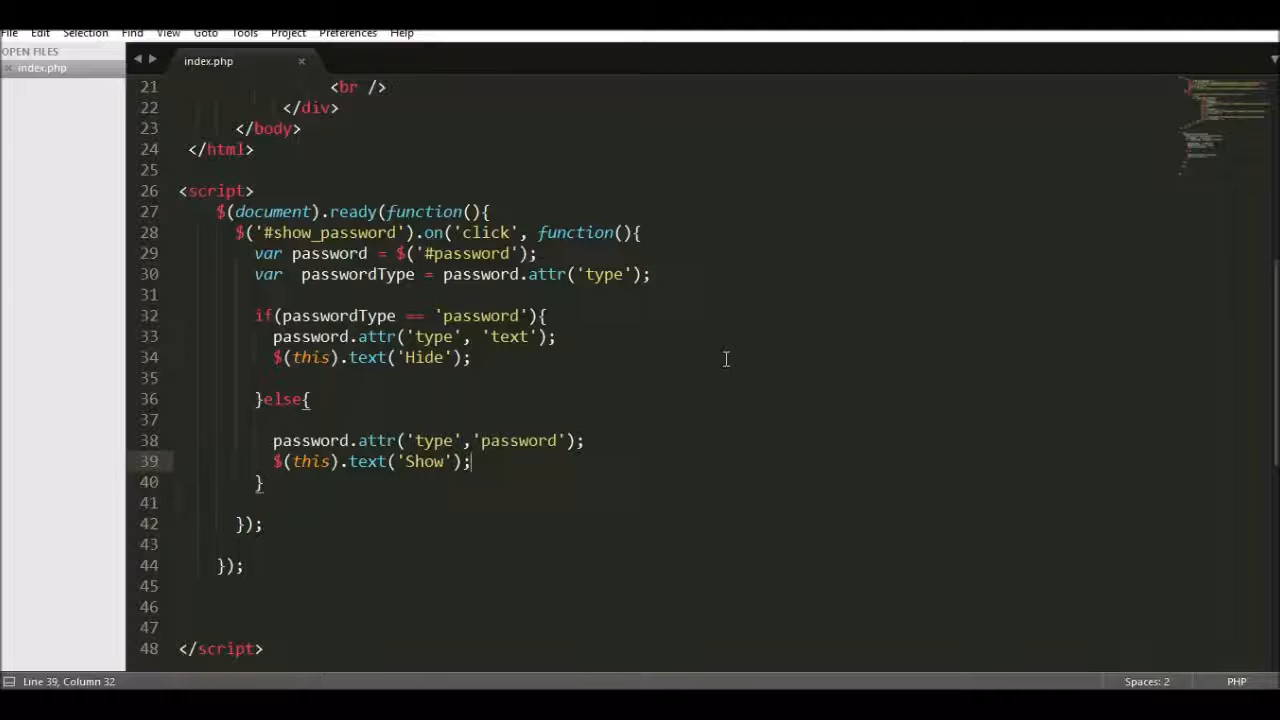 File Edit Selection Find View Goto Tools Project Preferences Help
OPEN FILES
index.php
index.php
21 <br />
22 </div>
23 </body>
24 </html>
25
26 <script>
27 $(document).ready(function(){
28 $('#show_password').on('click', function(){
29 var password = $('#password');
30 var passwordType = password.attr('type');
31
32 if(passwordType == 'password'){
33 password.attr('type', 'text');
34 $(this).text('Hide');
35
36 }else{
37
38 password.attr('type','password');
39 $(this).text('Show');
40 }
41
42 });
43
44 });
45
46
47
48 </script>
Line 39, Column 32 Spaces: 2 PHP